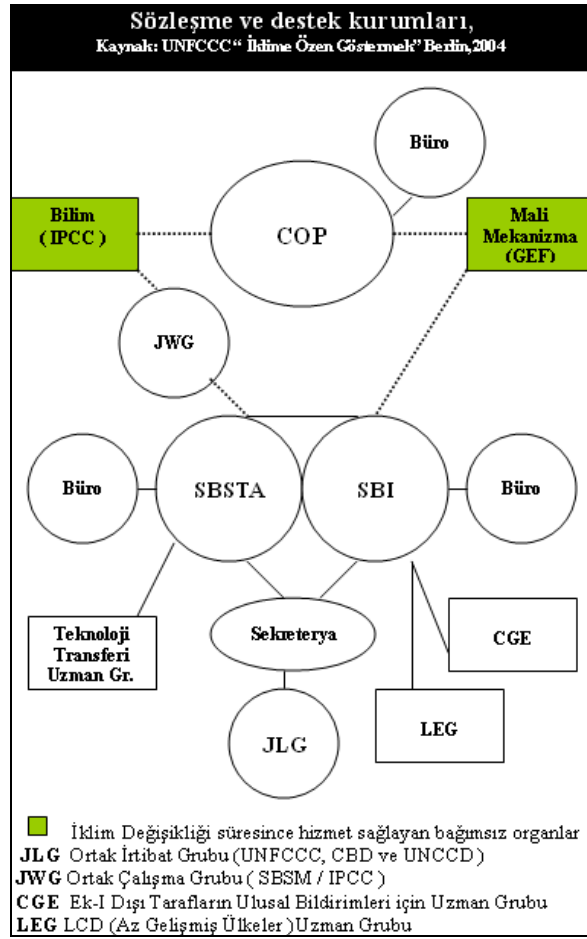 Sözleşme ve destek kurumları,
Kaynak: UNFCCC“ İklime Özen Göstermek” Berlin,2004
Büro
Bilim
( IPCC )
COP
Mali
Mekanizma
(GEF)
JWG
Büro
SBSTA
SBI
Büro
Teknoloji
Transferi
Uzman Gr.
Sekreterya
CGE
JLG
LEG
İklim Değişikliği süresince hizmet sağlayan bağımsız organlar
JLG Ortak İrtibat Grubu (UNFCCC, CBD ve UNCCD )
JWG Ortak Çalışma Grubu ( SBSM / IPCC )
CGE Ek-I Dışı Tarafların Ulusal Bildirimleri için Uzman Grubu
LEG LCD (Az Gelişmiş Ülkeler )Uzman Grubu